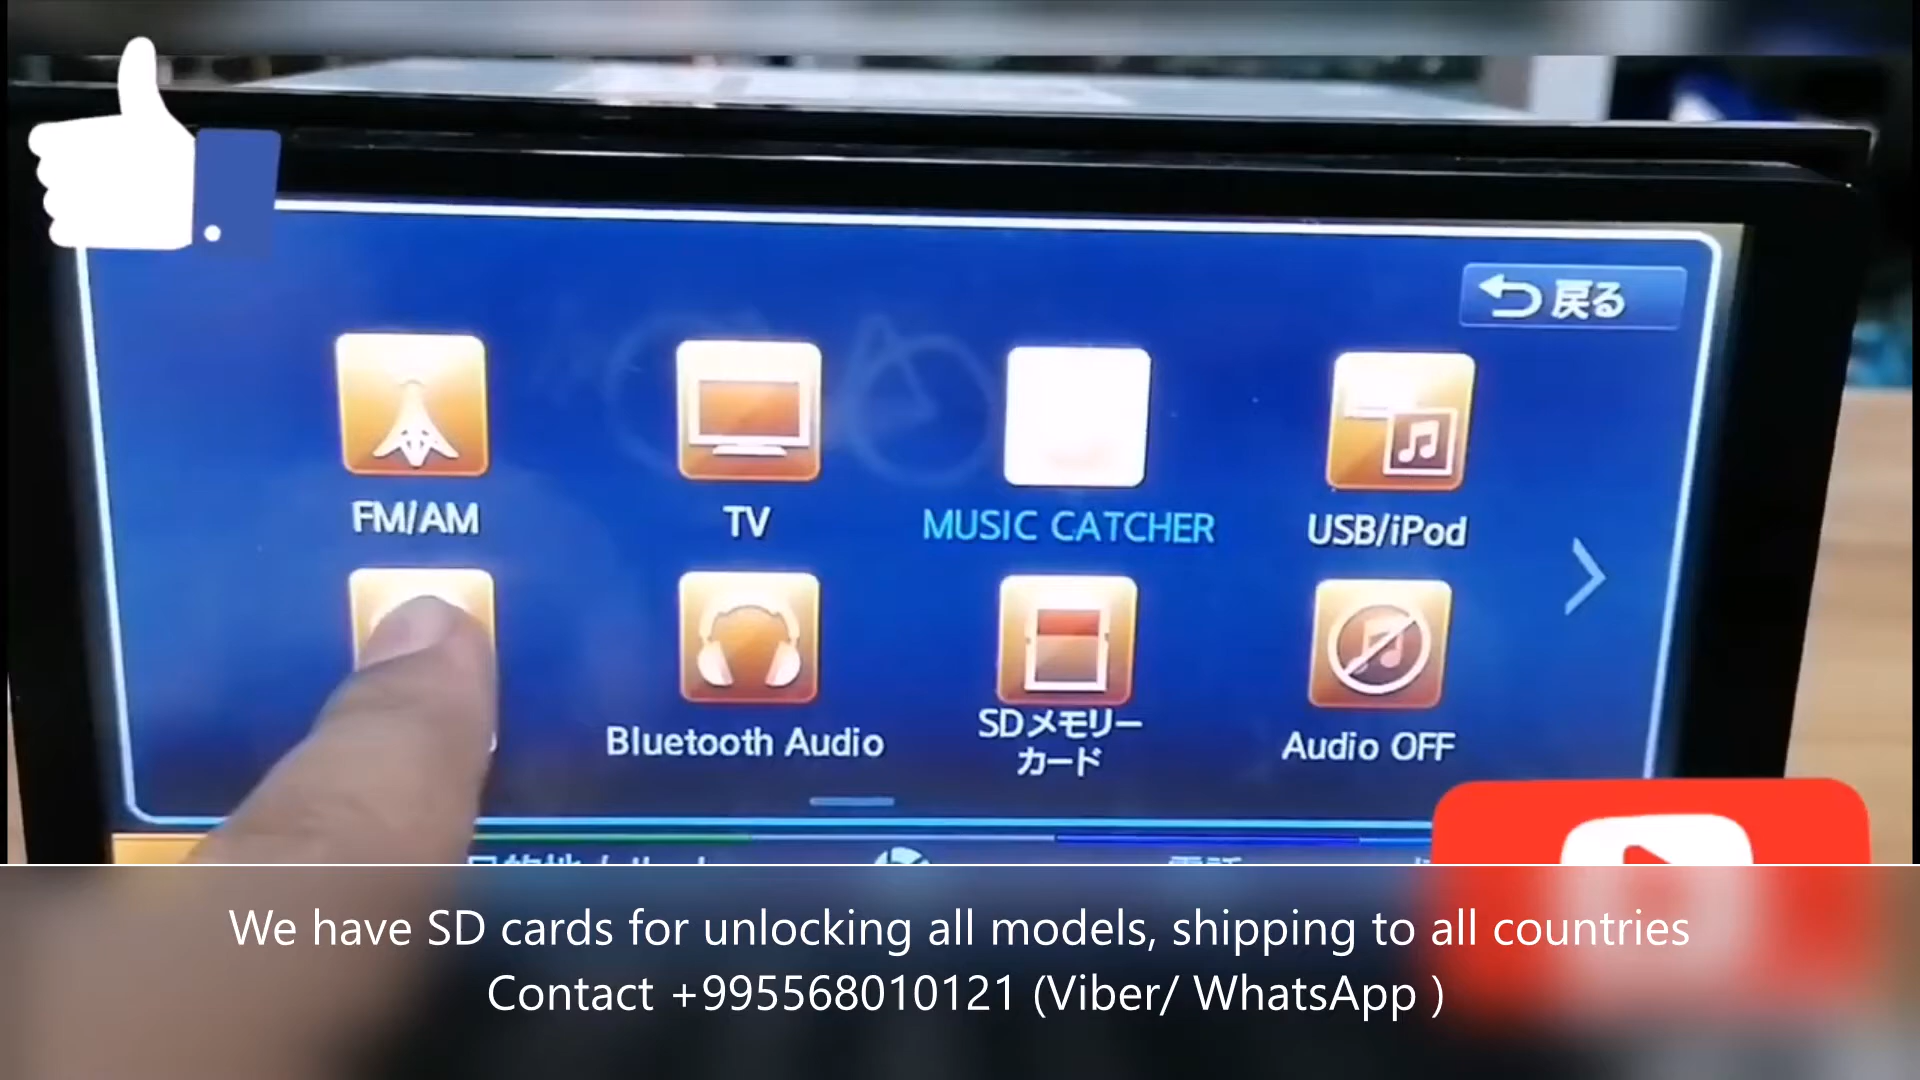 戻る
FM/AM
TV
MUSIC CATCHER
USB/iPod
Bluetooth Audio
SDメモリー
カード
Audio OFF
We have SD cards for unlocking all models, shipping to all countries
Contact +995568010121 (Viber/ WhatsApp )